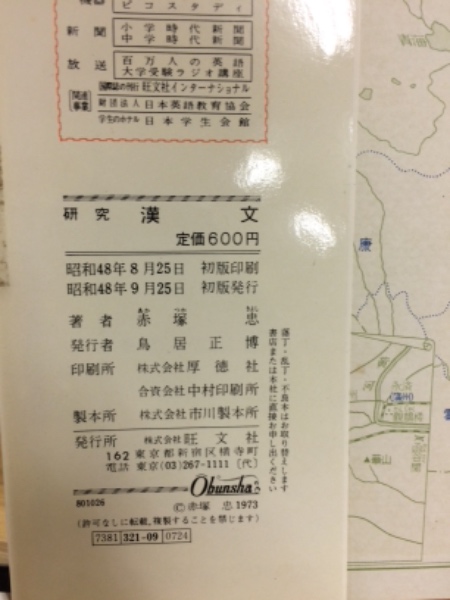 機器
ピコスタディ
新聞
小学時代新聞
中学時代新聞
放送
百万人の英語
大学受験ラジオ講座
関連事業
国際誌の刊行 旺文社インターナショナル
財団法人 日本英語教育協会
学生のホテル 日本学生会館
研究 漢文
定価600円
昭和48年8月25日 初版印刷
昭和48年9月25日 初版発行
著者 赤塚 忠
発行者 鳥居正博
印刷所 株式会社 厚徳社
合資会社 中村印刷所
製本所 株式会社 市川製本所
発行所 株式会社 旺文社
162 東京都新宿区横寺町
電話 東京(03)267-1111〔代〕
落丁・乱丁・不良本はお取り替えします
書店または本社に直接お申し出ください
Obunsha
801026
©赤塚 忠 1973
(許可なしに転載,複製することを禁じます)
7381 321-09 0724
青海
康